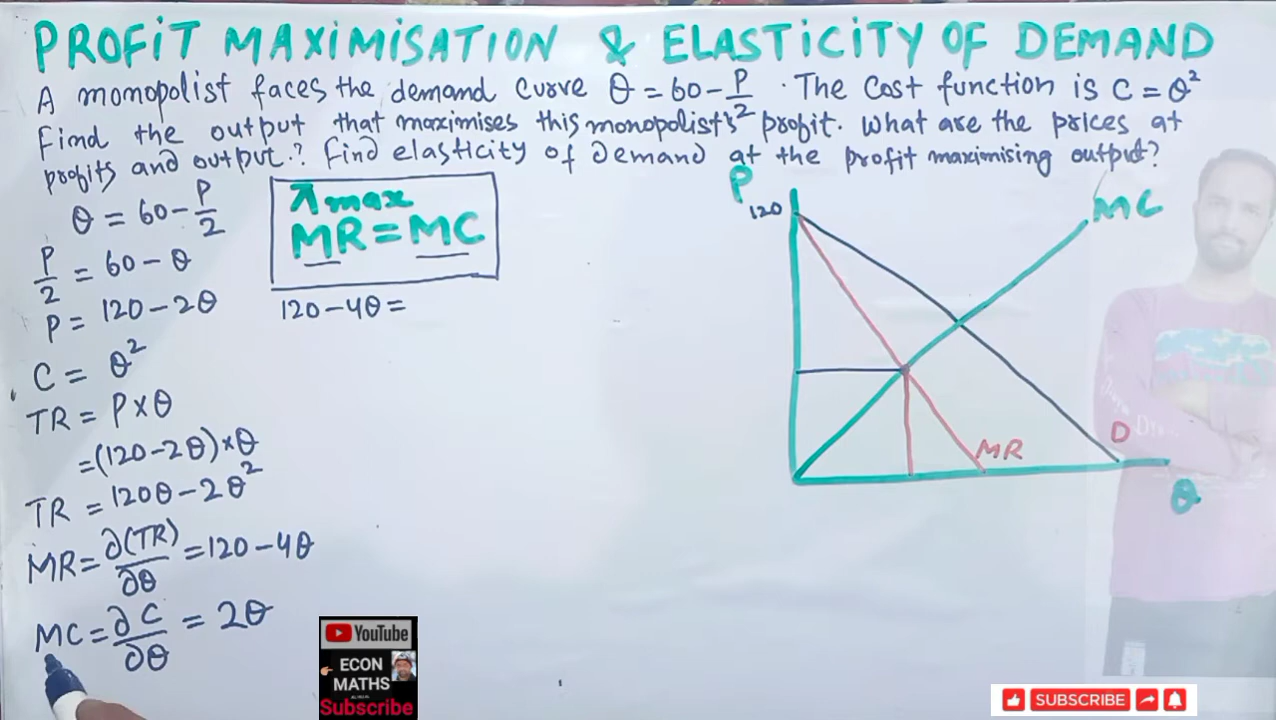 PROFIT MAXIMISATION & ELASTICITY OF DEMAND
A monopolist faces the demand curve Q = 60 - P/2 . The Cost function is C = Q²
Find the output that maximises this monopolist's profit. What are the prices at
profits and output.? Find elasticity of demand at the profit maximising output?
Q = 60 - P/2
P/2 = 60 - Q
P = 120 - 2Q
C = Q²
TR = P × Q
= (120 - 2Q) × Q
TR = 120Q - 2Q²
MR = ∂(TR)/∂Q = 120 - 4Q
MC = ∂C/∂Q = 2Q
π max
MR = MC
120 - 4Q =
P
120
MC
D
MR
Q
YouTube
ECON
MATHS
Subscribe
SUBSCRIBE